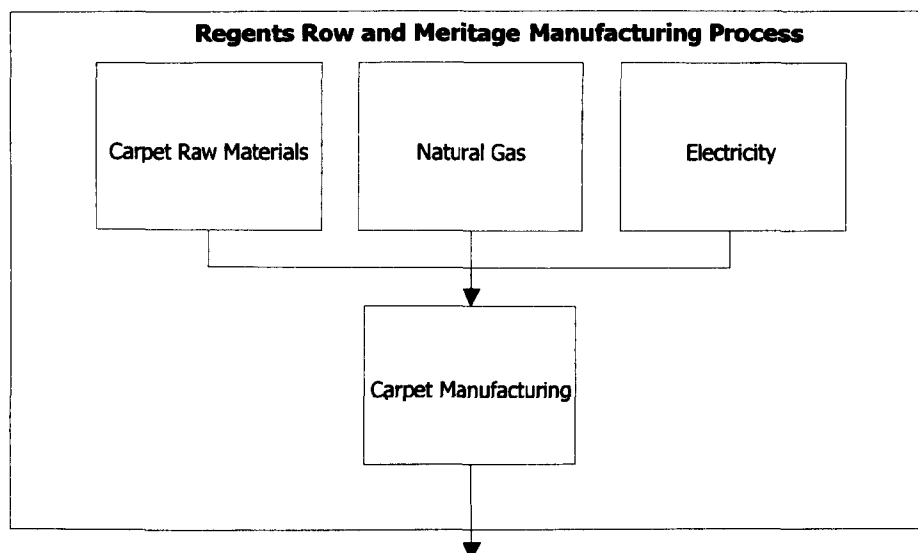 Regents Row and Meritage Manufacturing Process
Carpet Raw Materials
Natural Gas
Electricity
Carpet Manufacturing